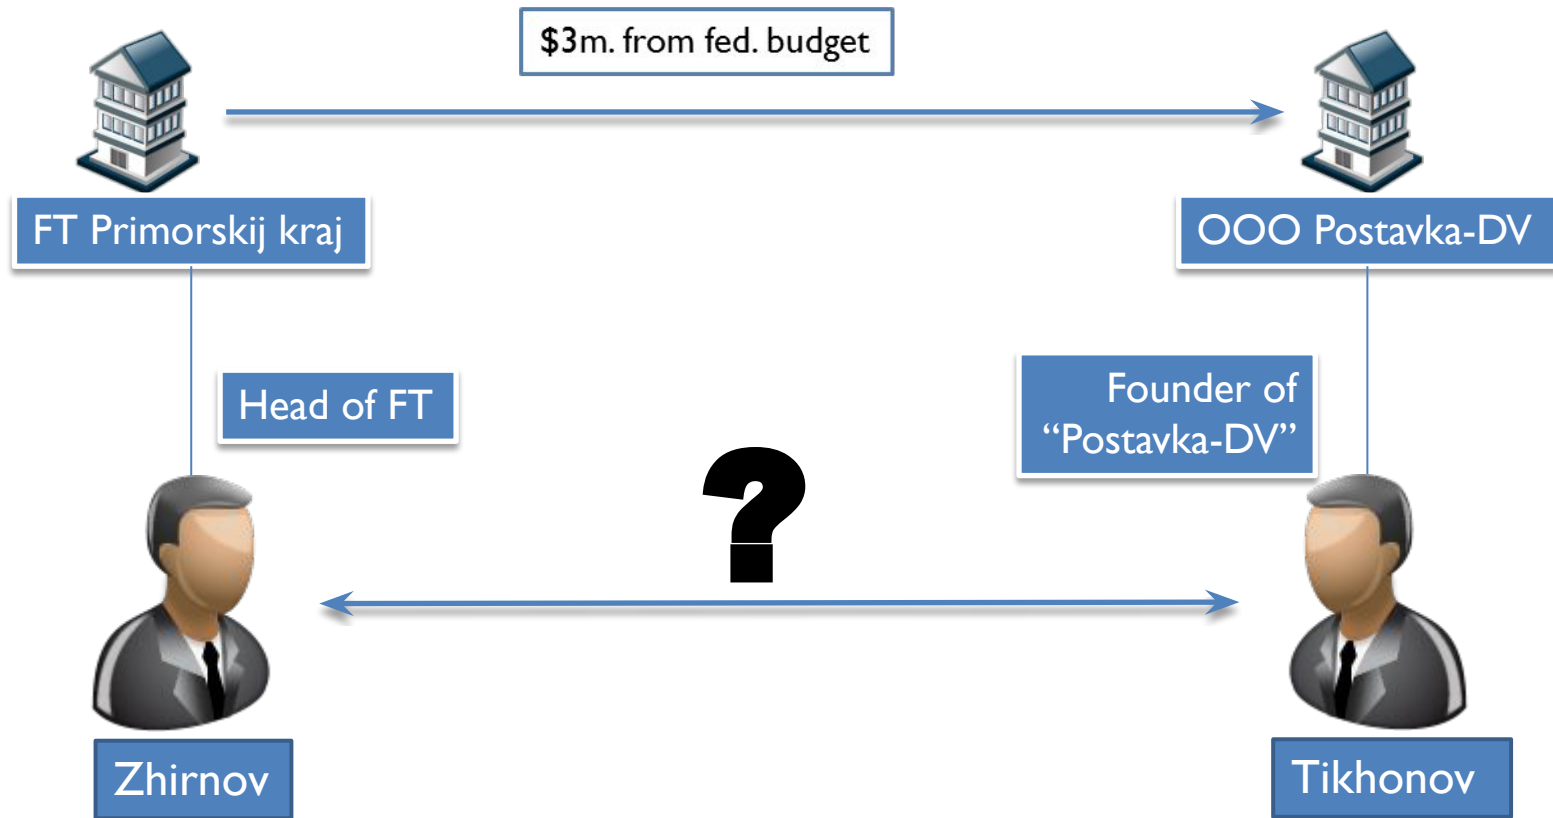 $3m. from fed. budget
FT Primorskij kraj
OOO Postavka-DV
Head of FT
Founder of
“Postavka-DV”
?
Zhirnov
Tikhonov